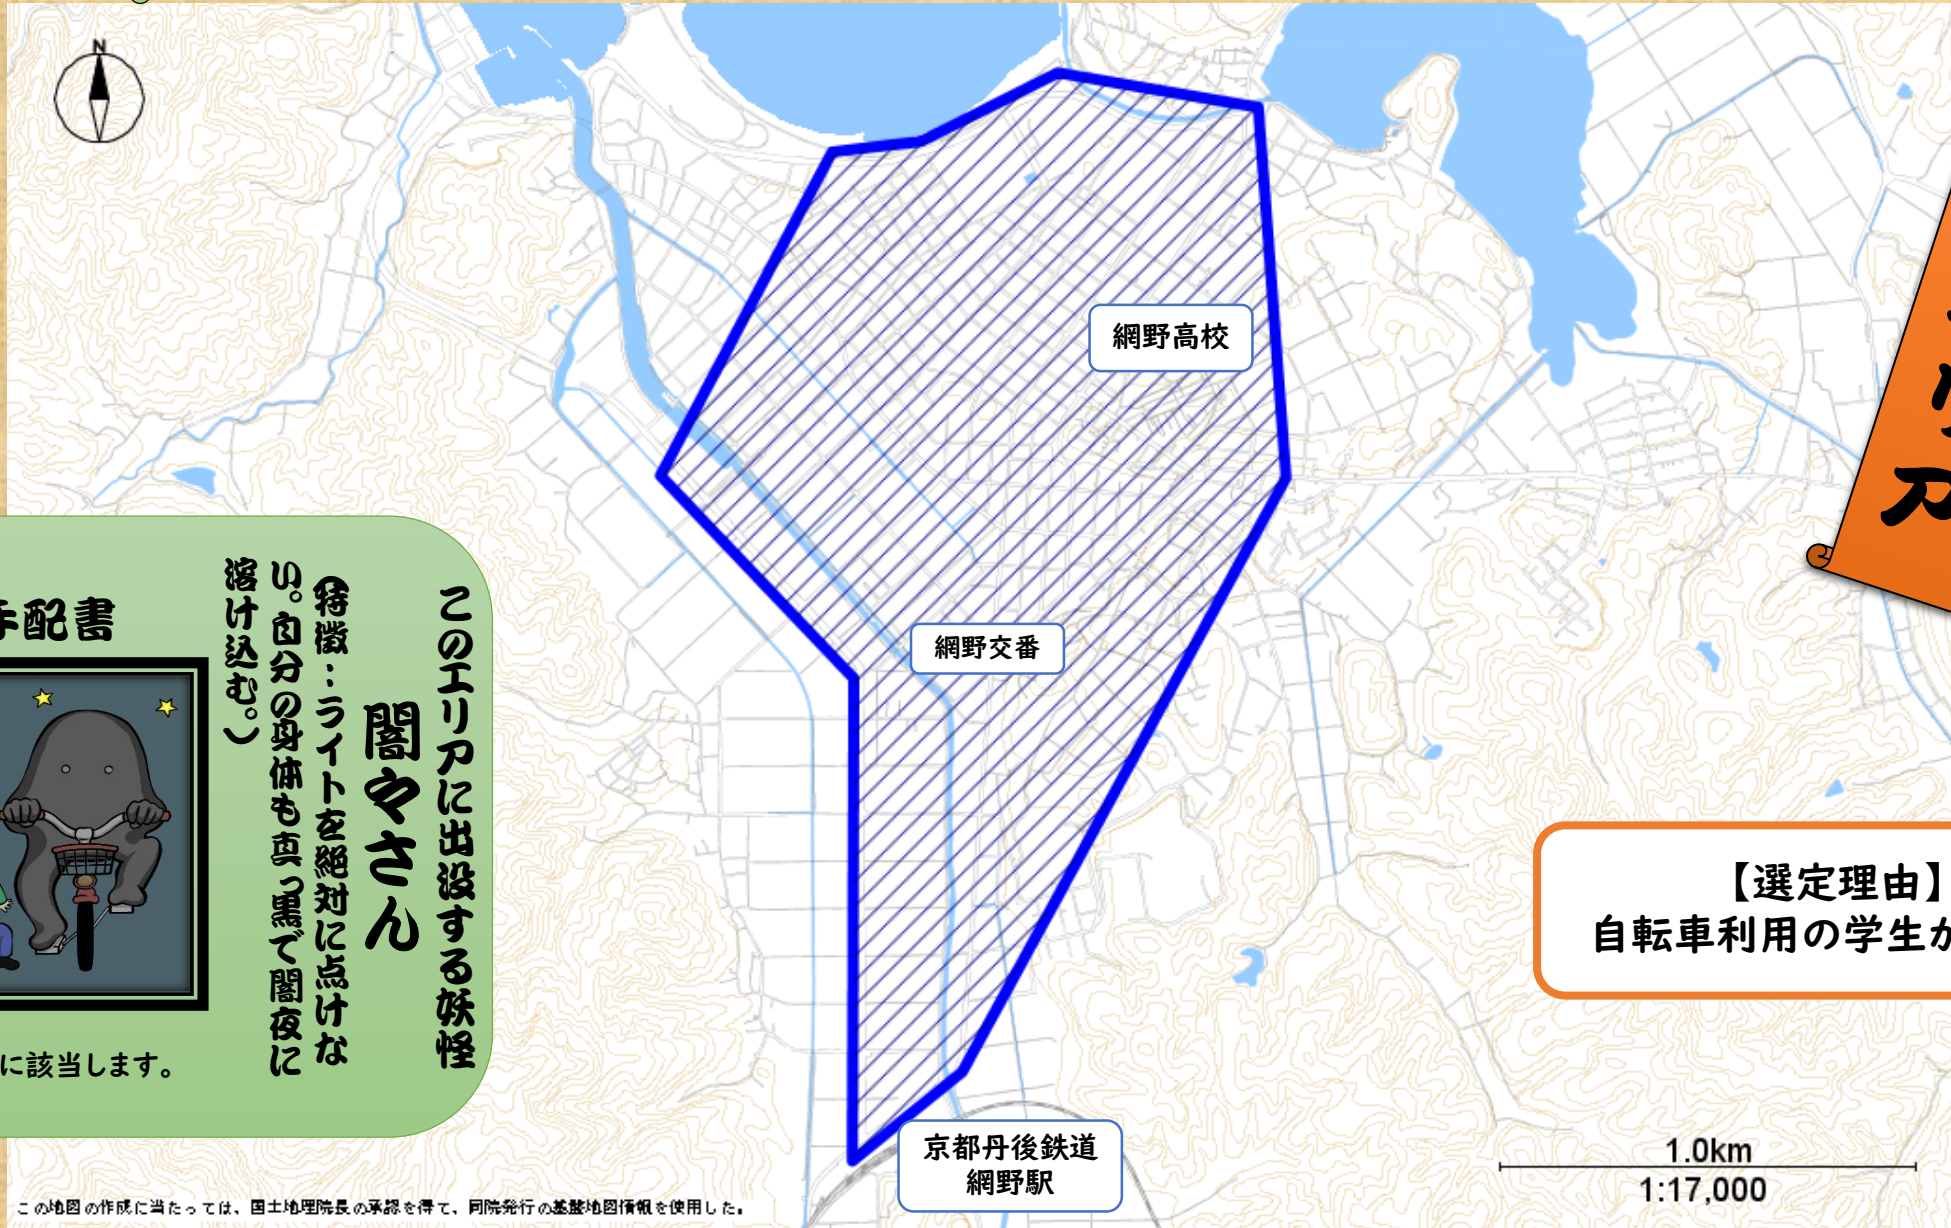 N
網野高校
網野交番
京都丹後鉄道
網野駅
配書
このエリアに出没する妖怪
闇々さん
（特徴：ライトを絶対に点けな
い。自分の身体も真っ黒で闇夜に
溶け込む。）
に該当します。
【選定理由】
自転車利用の学生が
1.0km
1:17,000
この地図の作成に当たっては、国土地理院長の承認を得て、同院発行の基盤地図情報を使用した。